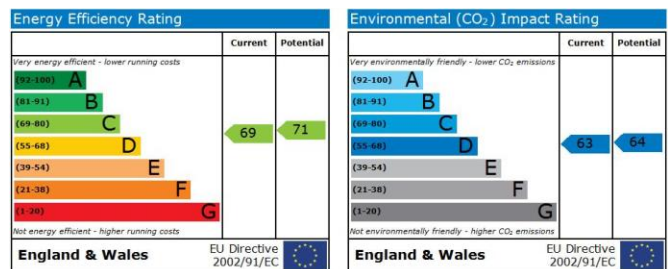 Energy Efficiency Rating
Current Potential
Very energy efficient - lower running costs
(92-100) A
(81-91) B
(69-80) C
(55-68) D
(39-54) E
(21-38) F
(1-20) G
69 71
Not energy efficient - higher running costs
England & Wales
EU Directive
2002/91/EC
Environmental (CO₂) Impact Rating
Current Potential
Very environmentally friendly - lower CO₂ emissions
(92-100) A
(81-91) B
(69-80) C
(55-68) D
(39-54) E
(21-38) F
(1-20) G
63 64
Not environmentally friendly - higher CO₂ emissions
England & Wales
EU Directive
2002/91/EC